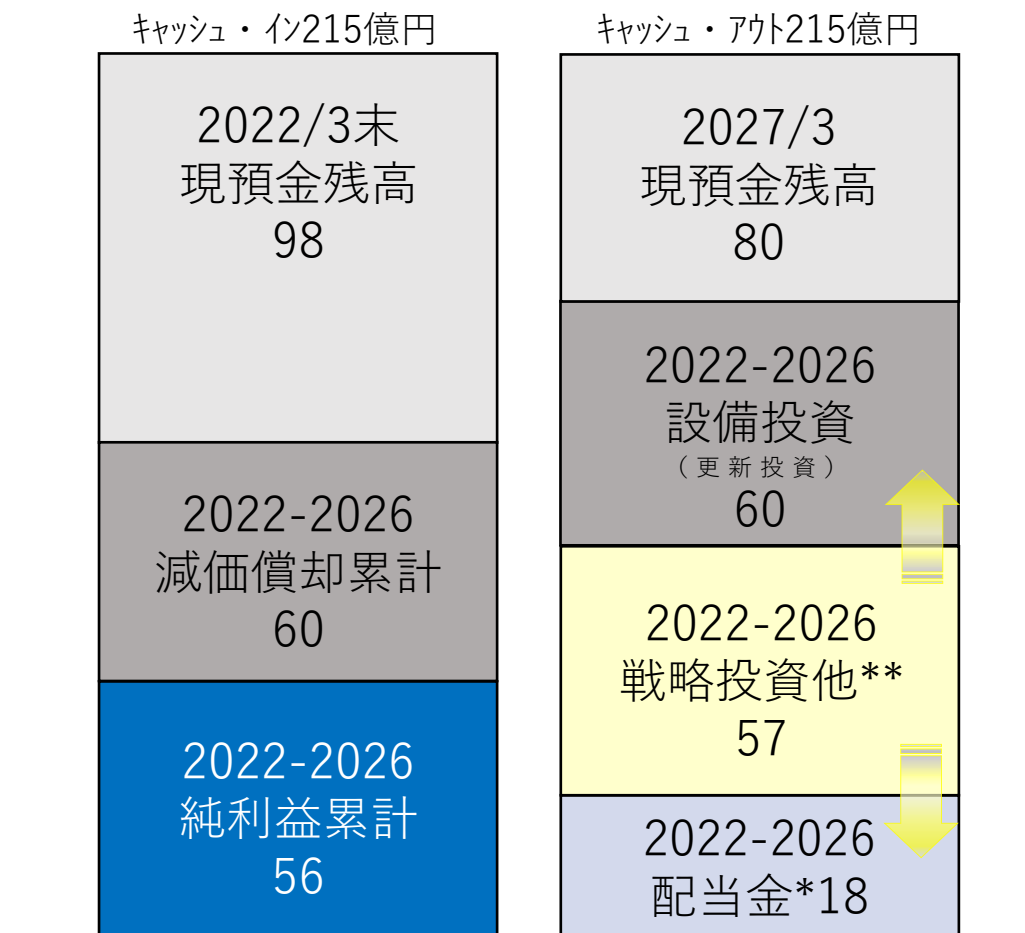 ｷｬｯｼｭ・ｲﾝ215億円
2022/3末
現預金残高
98
2022-2026
減価償却累計
60
2022-2026
純利益累計
56
ｷｬｯｼｭ・ｱｳﾄ215億円
2027/3
現預金残高
80
2022-2026
設備投資
（更新投資）
60
2022-2026
戦略投資他**
57
2022-2026
配当金*18